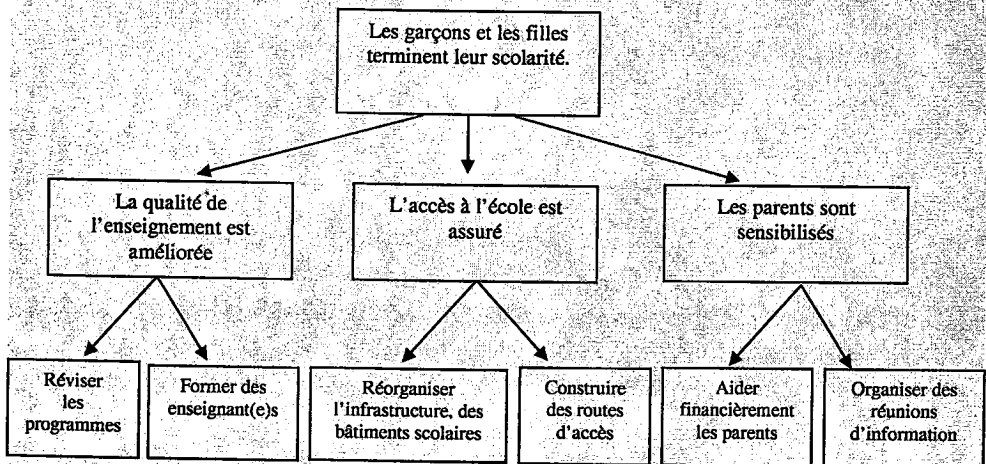 Les garçons et les filles
terminent leur scolarité.
La qualité de
l'enseignement est
améliorée
L'accès à l'école est
assuré
Les parents sont
sensibilisés
Réviser
les
programmes
Former des
enseignant(e)s
Réorganiser
l'infrastructure, des
bâtiments scolaires
Construire
des routes
d'accès
Aider
financièrement
les parents
Organiser des
réunions
d'information